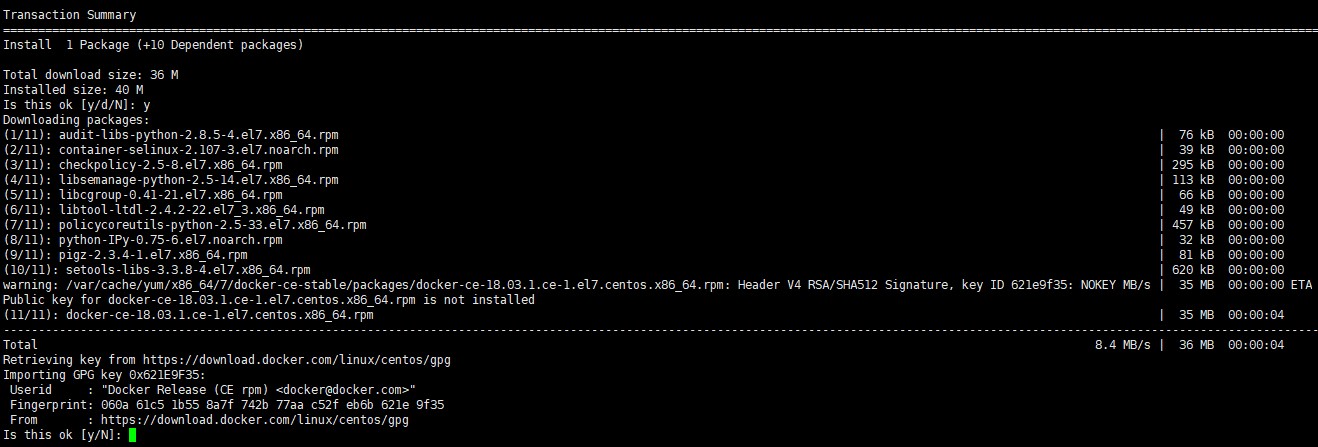 Transaction Summary
================================================================================
Install  1 Package (+10 Dependent packages)
Total download size: 36 M
Installed size: 40 M
Is this ok [y/d/N]: y
Downloading packages:
(1/11): audit-libs-python-2.8.5-4.el7.x86_64.rpm | 76 kB 00:00:00
(2/11): container-selinux-2.107-3.el7.noarch.rpm | 39 kB 00:00:00
(3/11): checkpolicy-2.5-8.el7.x86_64.rpm | 295 kB 00:00:00
(4/11): libsemanage-python-2.5-14.el7.x86_64.rpm | 113 kB 00:00:00
(5/11): libcgroup-0.41-21.el7.x86_64.rpm | 66 kB 00:00:00
(6/11): libtool-ltdl-2.4.2-22.el7_3.x86_64.rpm | 49 kB 00:00:00
(7/11): policycoreutils-python-2.5-33.el7.x86_64.rpm | 457 kB 00:00:00
(8/11): python-IPy-0.75-6.el7.noarch.rpm | 32 kB 00:00:00
(9/11): pigz-2.3.4-1.el7.x86_64.rpm | 81 kB 00:00:00
(10/11): setools-libs-3.3.8-4.el7.x86_64.rpm | 620 kB 00:00:00
warning: /var/cache/yum/x86_64/7/docker-ce-stable/packages/docker-ce-18.03.1.ce-1.el7.centos.x86_64.rpm: Header V4 RSA/SHA512 Signature, key ID 621e9f35: NOKEY MB/s | 35 MB 00:00:00 ETA
Public key for docker-ce-18.03.1.ce-1.el7.centos.x86_64.rpm is not installed
(11/11): docker-ce-18.03.1.ce-1.el7.centos.x86_64.rpm | 35 MB 00:00:04
--------------------------------------------------------------------------------
Total 8.4 MB/s | 36 MB 00:00:04
Retrieving key from https://download.docker.com/linux/centos/gpg
Importing GPG key 0x621E9F35:
 Userid     : "Docker Release (CE rpm) <docker@docker.com>"
 Fingerprint: 060a 61c5 1b55 8a7f 742b 77aa c52f eb6b 621e 9f35
 From       : https://download.docker.com/linux/centos/gpg
Is this ok [y/N]: